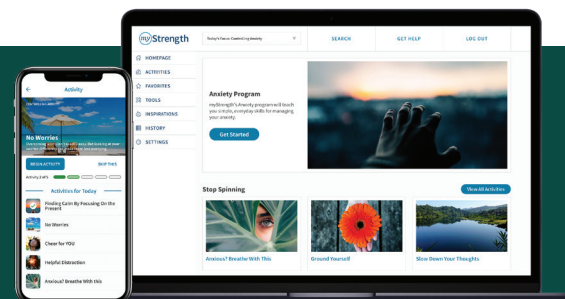 myStrength
Today's Focus: Controlling Anxiety
SEARCH
GET HELP
LOG OUT
HOMEPAGE
ACTIVITIES
FAVORITES
TOOLS
INSPIRATIONS
HISTORY
SETTINGS
Anxiety Program
myStrength's Anxiety program will teach
you simple, everyday skills for managing
your anxiety.
Get Started
Stop Spinning
View All Activities
Anxious? Breathe With This
Ground Yourself
Slow Down Your Thoughts
Activity
No Worries
BEGIN ACTIVITY
SKIP THIS
Activities for Today
Finding Calm By Focusing On the
Present
No Worries
Cheer for YOU
Helpful Distraction
Anxious? Breathe With this